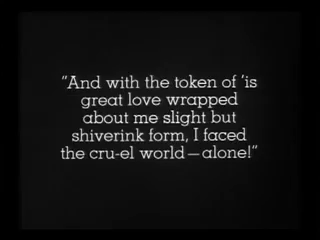 "And with the token of 'is
great love wrapped
about me slight but
shiverink form, I faced
the cru-el world—alone!"